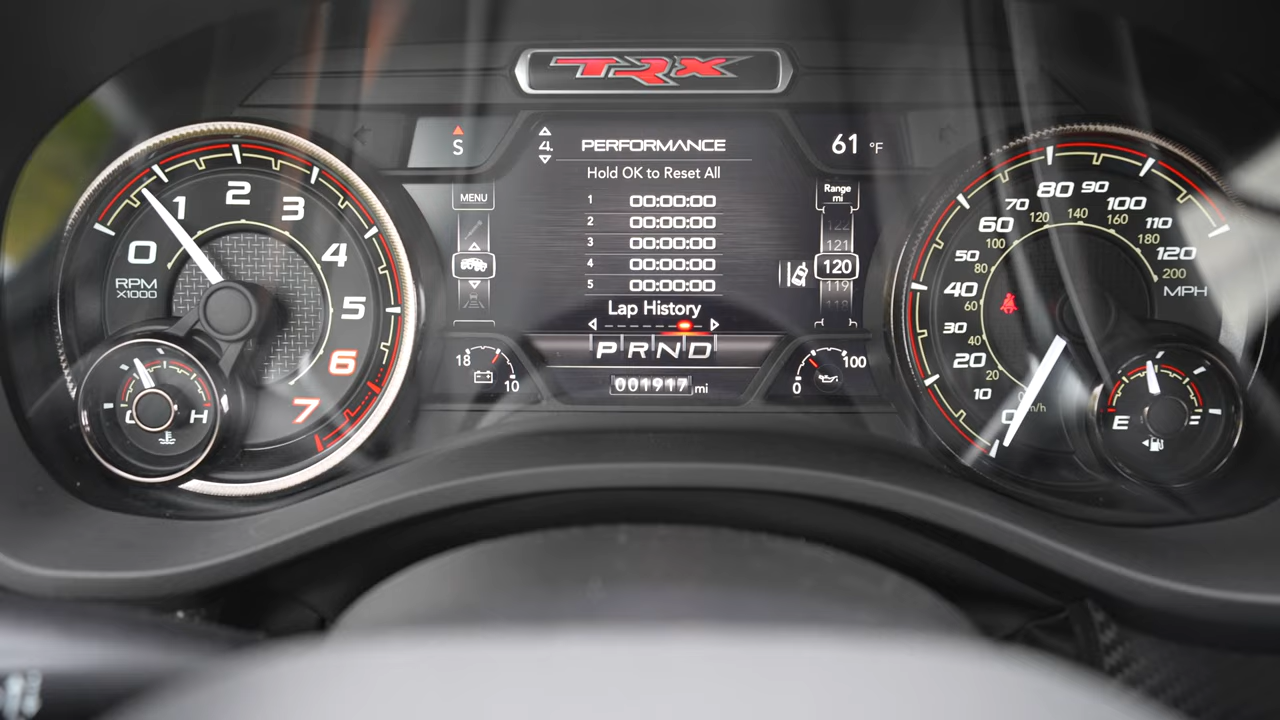 TRX
S
4
PERFORMANCE
61 °F
Hold OK to Reset All
MENU
1 00:00:00
2 00:00:00
3 00:00:00
4 00:00:00
5 00:00:00
Lap History
PRND
001917 mi
18
10
0
100
Range
mi
122
121
120
119
118
0
1
2
3
4
5
6
7
RPM
X1000
H
0
10
20
30
40
50
60
70
80
90
100
110
120
MPH
20
40
60
80
100
120
140
160
180
200
E
F